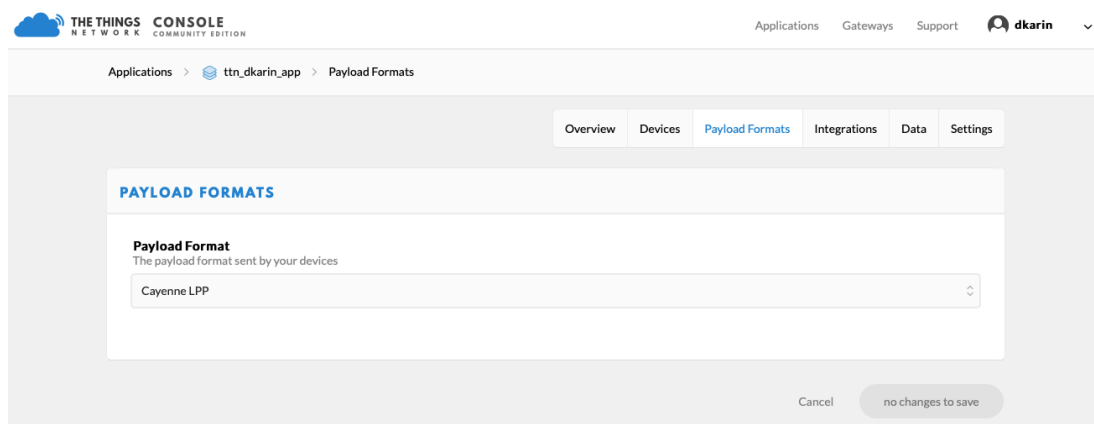 THE THINGS CONSOLE
NETWORK COMMUNITY EDITION
Applications Gateways Support dkarin
Applications > ttn_dkarin_app > Payload Formats
Overview Devices Payload Formats Integrations Data Settings
PAYLOAD FORMATS
Payload Format
The payload format sent by your devices
Cayenne LPP
Cancel no changes to save